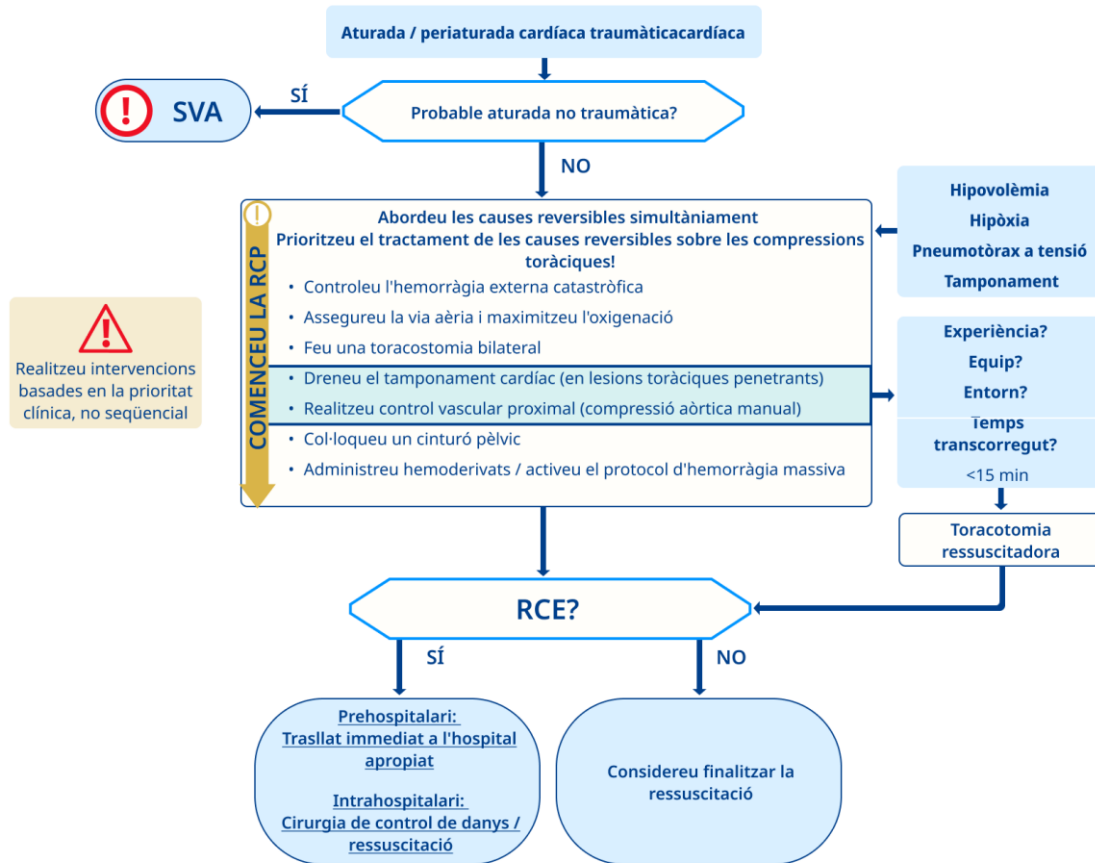 Aturada / periaturada cardíaca traumàticacardíaca
SÍ
SVA
Probable aturada no traumàtica?
NO
Hipovolèmia
Hipòxia
Pneumotòrax a tensió
Tamponament
COMENCEU LA RCP
Abordeu les causes reversibles simultàniament
Prioritzeu el tractament de les causes reversibles sobre les compressions
toràciques!
• Controleu l'hemorràgia externa catastròfica
• Assegureu la via aèria i maximitzeu l'oxigenació
• Feu una toracostomia bilateral
• Dreneu el tamponament cardíac (en lesions toràciques penetrants)
• Realitzeu control vascular proximal (compressió aòrtica manual)
• Col·loqueu un cinturó pèlvic
• Administreu hemoderivats / activeu el protocol d'hemorràgia massiva
Realitzeu intervencions
basades en la prioritat
clínica, no seqüencial
Experiència?
Equip?
Entorn?
Temps
transcorregut?
<15 min
Toracotomia
ressuscitadora
RCE?
SÍ
NO
Prehospitalari:
Trasllat immediat a l'hospital
apropiat
Intrahospitalari:
Cirurgia de control de danys /
ressuscitació
Considereu finalitzar la
ressuscitació